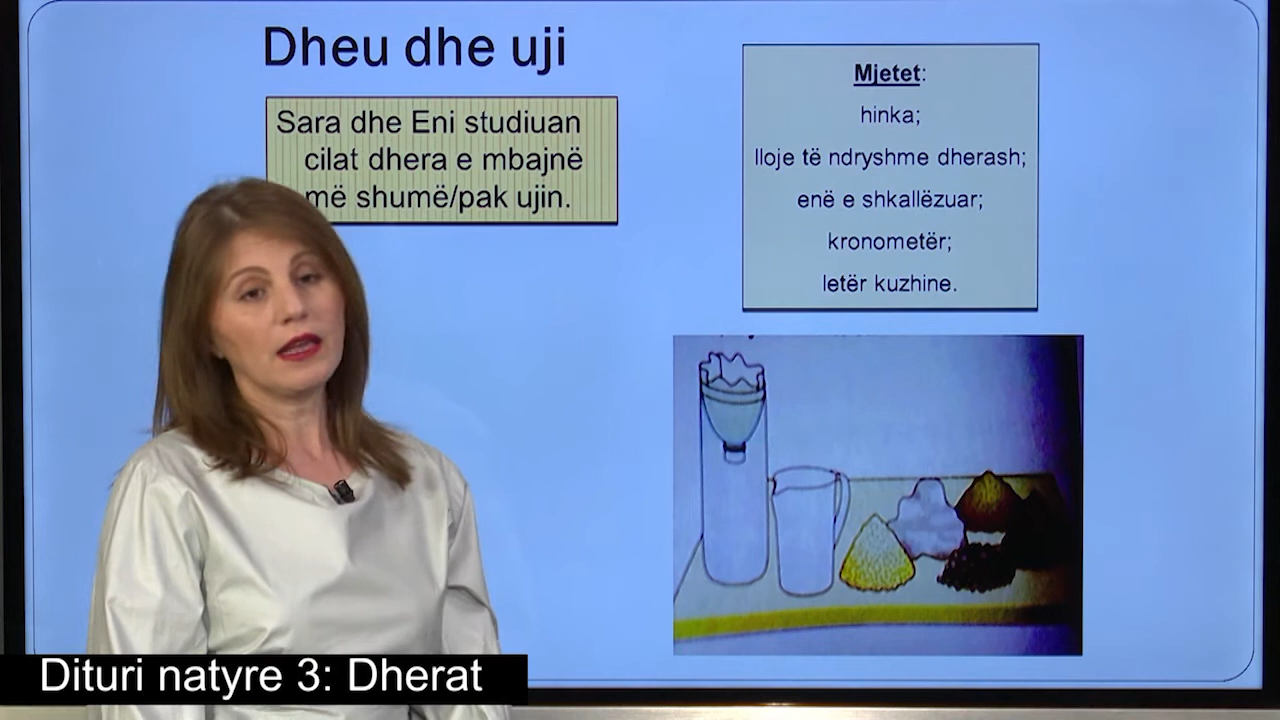 Dheu dhe uji
Sara dhe Eni studiuan
cilat dhera e mbajnë
më shumë/pak ujin.
Mjetet:
hinka;
lloje të ndryshme dherash;
enë e shkallëzuar;
kronometër;
letër kuzhine.
Dituri natyre 3: Dherat